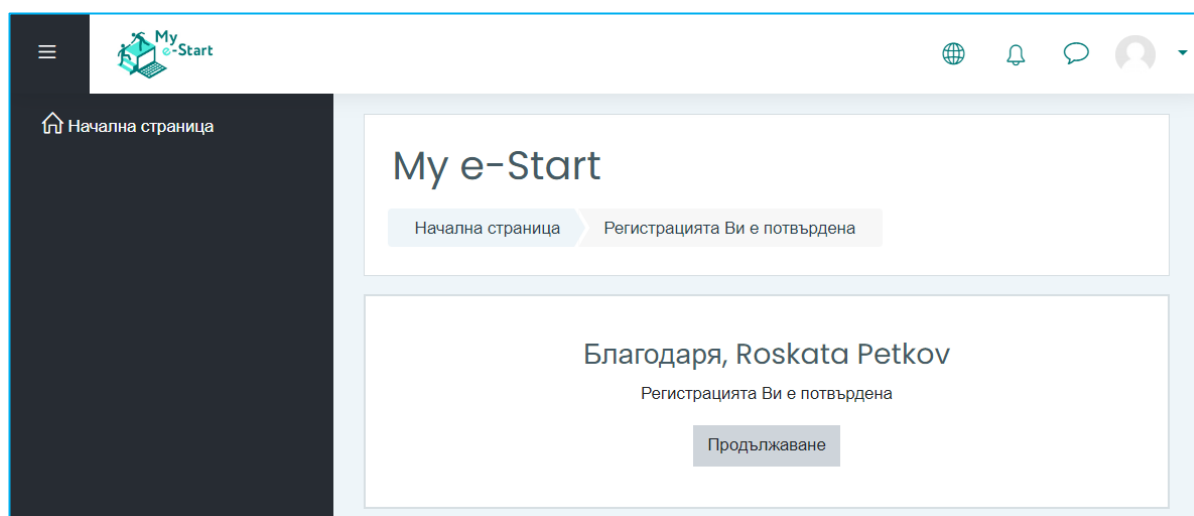 My
e-Start
Начална страница
My e-Start
Начална страница
Регистрацията Ви е потвърдена
Благодаря, Roskata Petkov
Регистрацията Ви е потвърдена
Продължаване